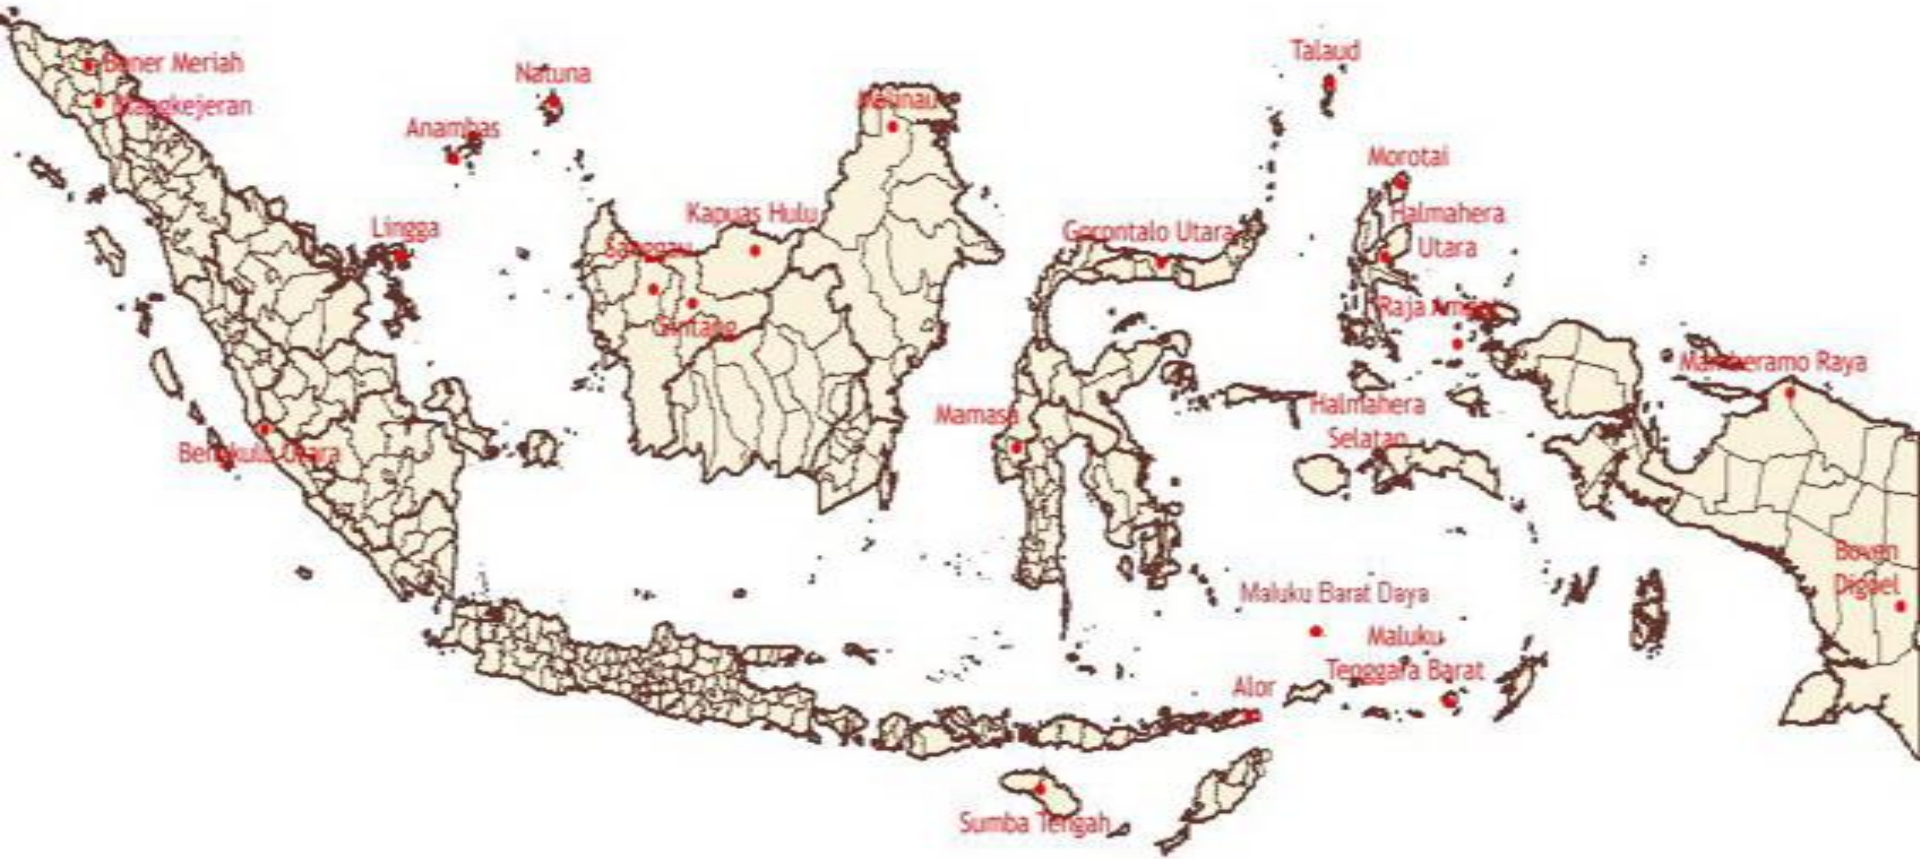 Talaud
Bener Meriah
Natuna
Malinau
Blangkejeran
Anambas
Morotai
Kapuas Hulu
Halmahera
Utara
Lingga
Gorontalo Utara
Sanggau
Raja Ampat
Sintang
Mamberamo Raya
Halmahera
Selatan
Mamasa
Bengkulu Utara
Boven
Digoel
Maluku Barat Daya
Maluku
Tenggara Barat
Alor
Sumba Tengah